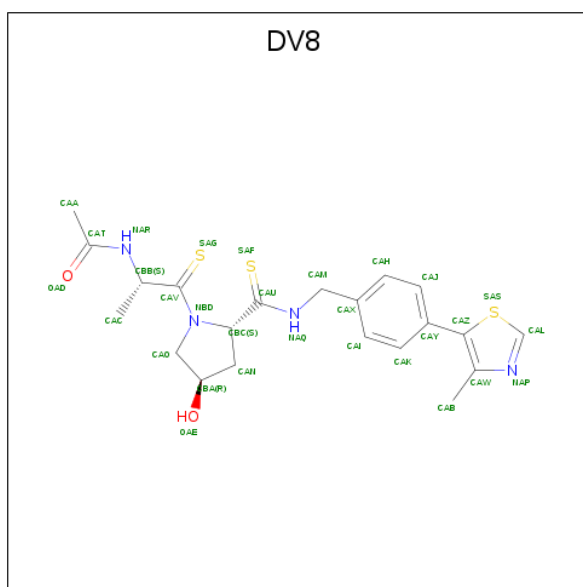 DV8
CAA
CAT
H
N
NAR
OAD
O
CBB(S)
CAC
SAG
S
CAV
NBD
N
SAF
S
CAU
CBC(S)
H
N
NAQ
CAO
CAN
BA(R)
HO
OAE
CAM
CAX
CAH
CAJ
CAI
CAK
CAY
CAZ
SAS
S
CAL
N
NAP
CAW
CAB